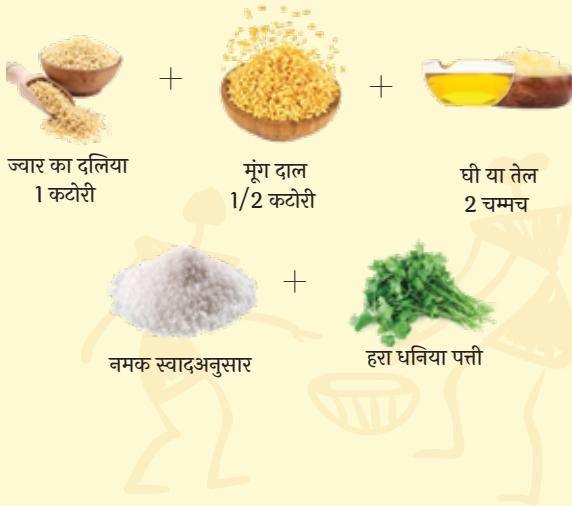 +
+
ज्वार का दलिया
1 कटोरी
मूंग दाल
1/2 कटोरी
घी या तेल
2 चम्मच
+
नमक स्वादअनुसार
हरा धनिया पत्ती